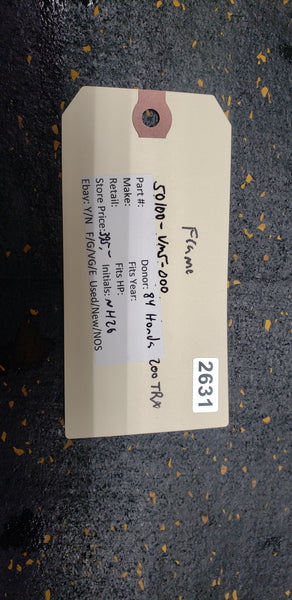 Frame
2631
50100-VM5-000
Part #: Donor: 84 Honda 200 TRX
Make: Fits Year:
Retail: Fits HP:
Store Price: 395,- Initials: NH26
Ebay: Y/N F/G/VG/E Used/New/NOS